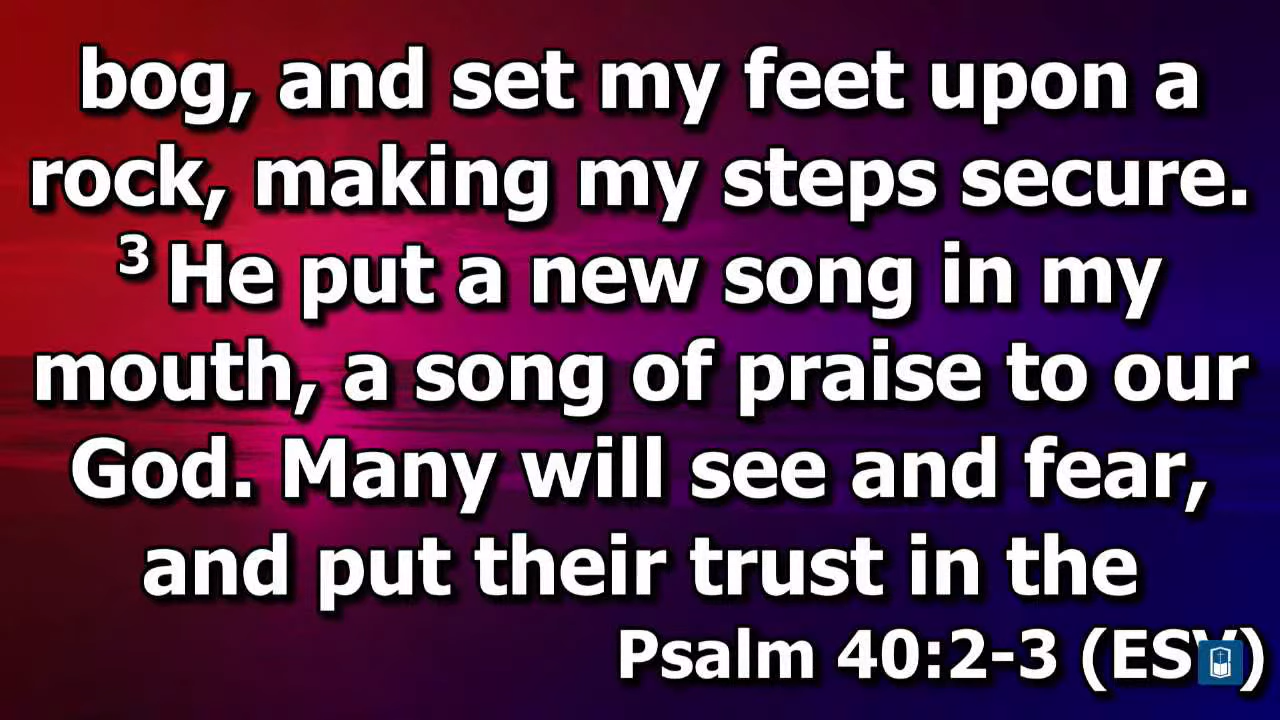 bog, and set my feet upon a
rock, making my steps secure.
³ He put a new song in my
mouth, a song of praise to our
God. Many will see and fear,
and put their trust in the
Psalm 40:2-3 (ESV)